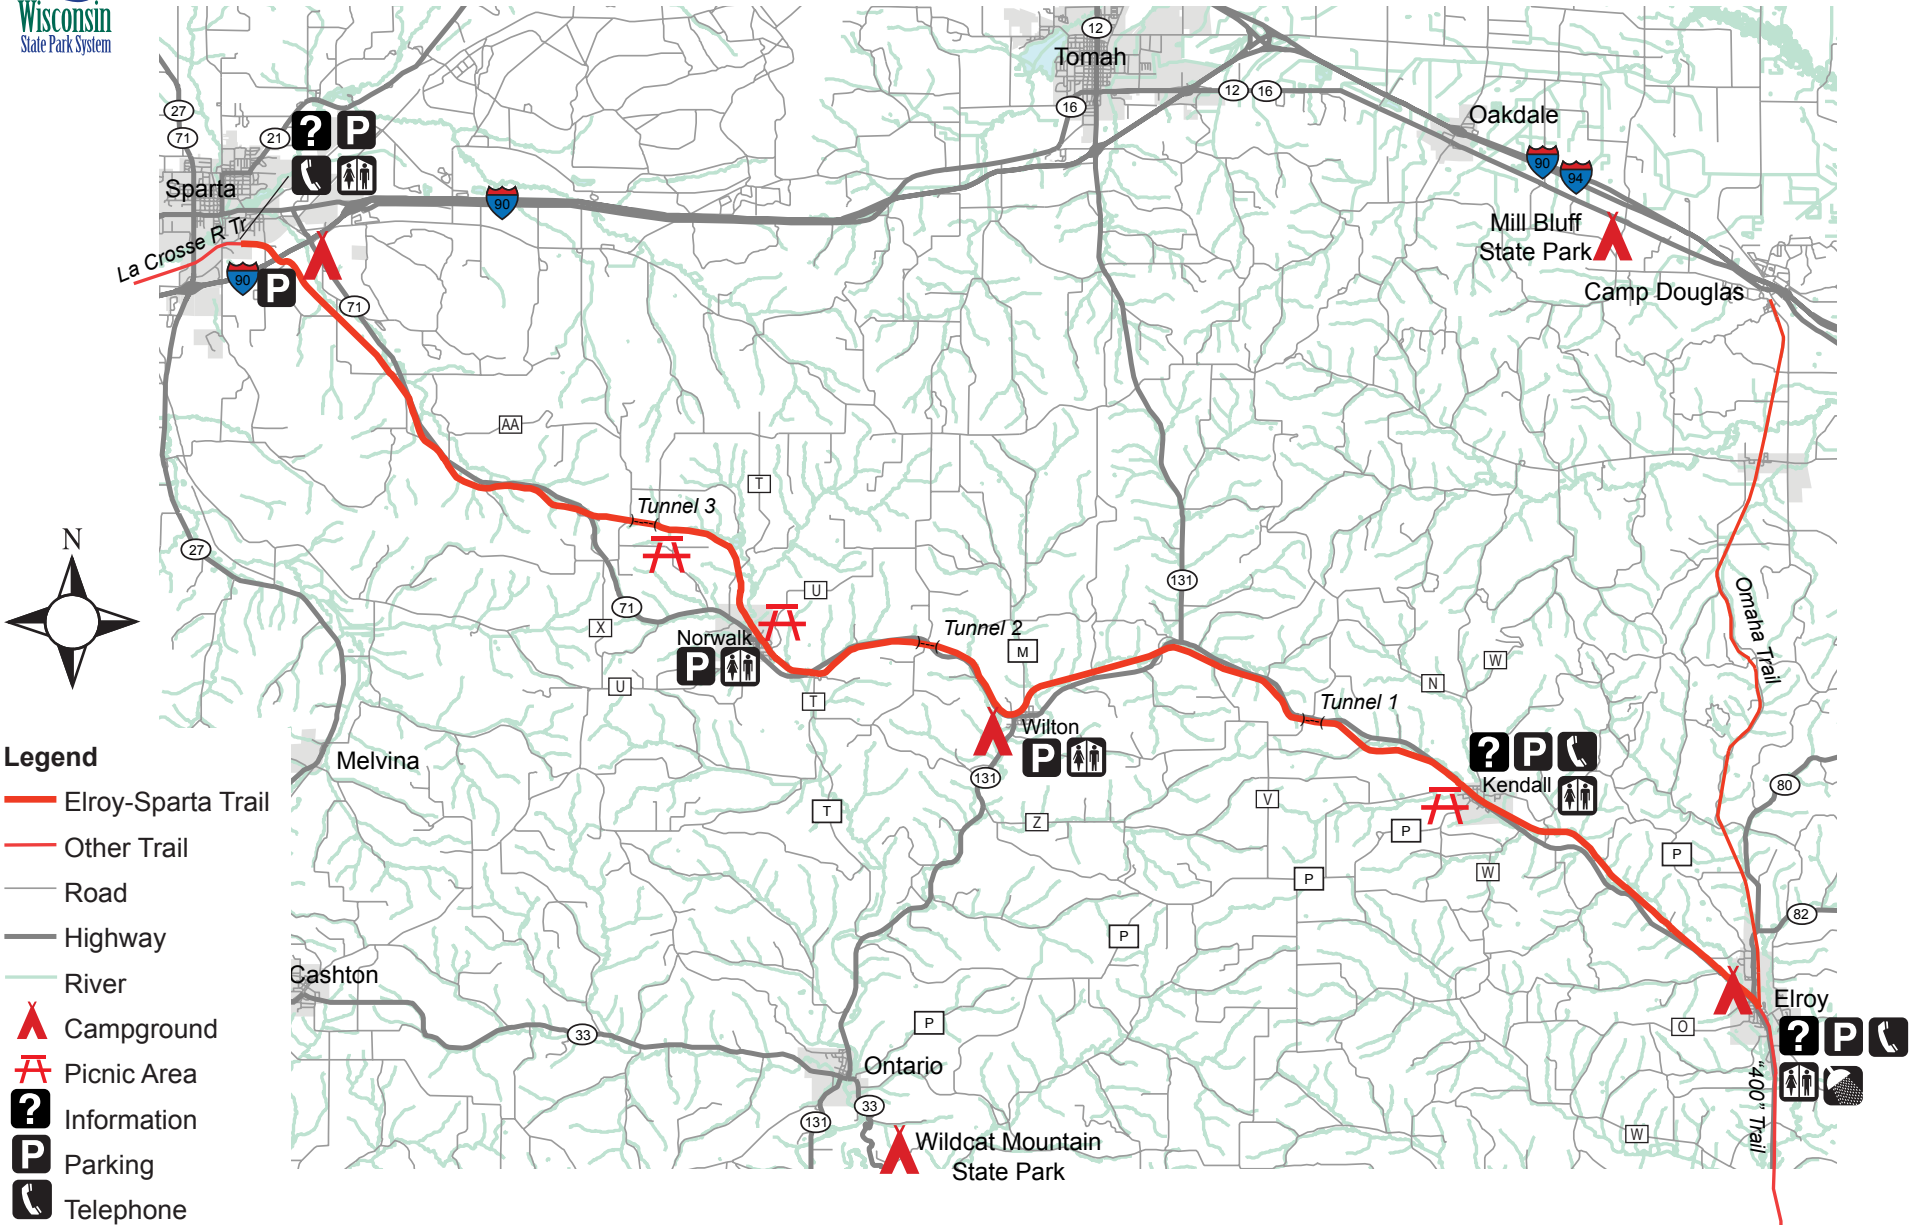 Wisconsin
State Park System
12
Tomah
27
16
12
16
71
21
?
P
Oakdale
90
94
Sparta
90
Mill Bluff
State Park
La Crosse R Tr
90
P
71
Camp Douglas
AA
T
Tunnel 3
N
27
131
U
Omaha Trail
71
X
Norwalk
P
Tunnel 2
M
W
U
T
N
Tunnel 1
Wilton
P
?
P
Kendall
Melvina
131
80
V
T
Z
P
P
W
P
82
P
Cashton
Elroy
33
P
O
?
P
Ontario
"400" Trail
33
131
W
Wildcat Mountain
State Park
Legend
Elroy-Sparta Trail
Other Trail
Road
Highway
River
Campground
Picnic Area
? Information
P Parking
Telephone